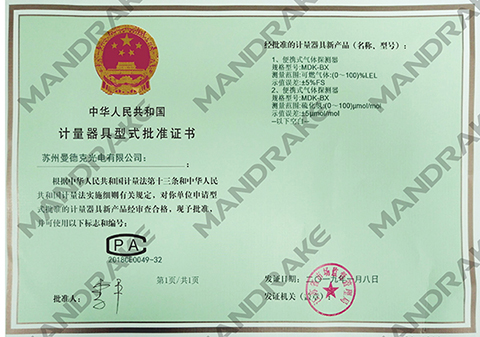 中华人民共和国
计量器具型式批准证书
苏州曼德克光电有限公司:
根据中华人民共和国计量法第十三条和中华人
民共和国计量法实施细则有关规定,对你单位申请型
式批准的计量器具新产品经审查合格,现予批准,
并可使用以下标志和编号:
CPA
2018CE0049-32
第1页/共1页
批准人:
经批准的计量器具新产品(名称、型号):
1、便携式气体探测器
规格型号:MDK-BX
测量范围:可燃气体:(0~100)%LEL
示值误差:±5%FS
2、便携式气体探测器
规格型号:MDK-BX
测量范围:硫化氢:(0~100)μmol/mol
示值误差:±5μmol/mol
--以下空白--
发证日期:二〇一九年一月八日
发证机关(盖章)
MANDRAKE
MANDRAKE
MANDRAKE
MANDRAKE
MANDRAKE
MANDRAKE